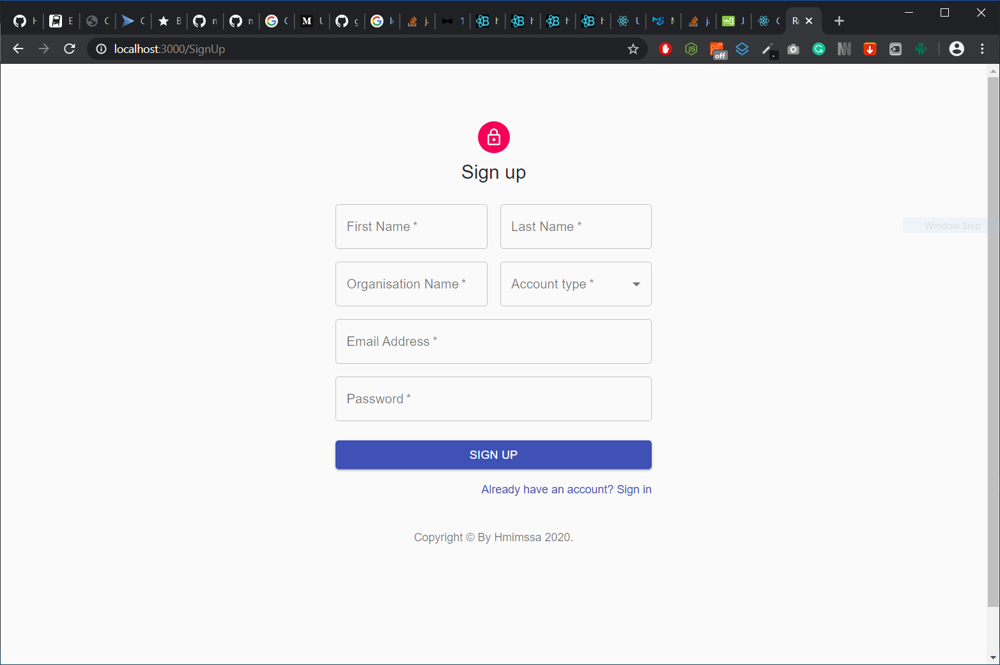 localhost:3000/SignUp
off
Sign up
First Name *
Last Name *
Organisation Name *
Account type *
Email Address *
Password *
SIGN UP
Already have an account? Sign in
Copyright © By Hmimssa 2020.
Window Snip